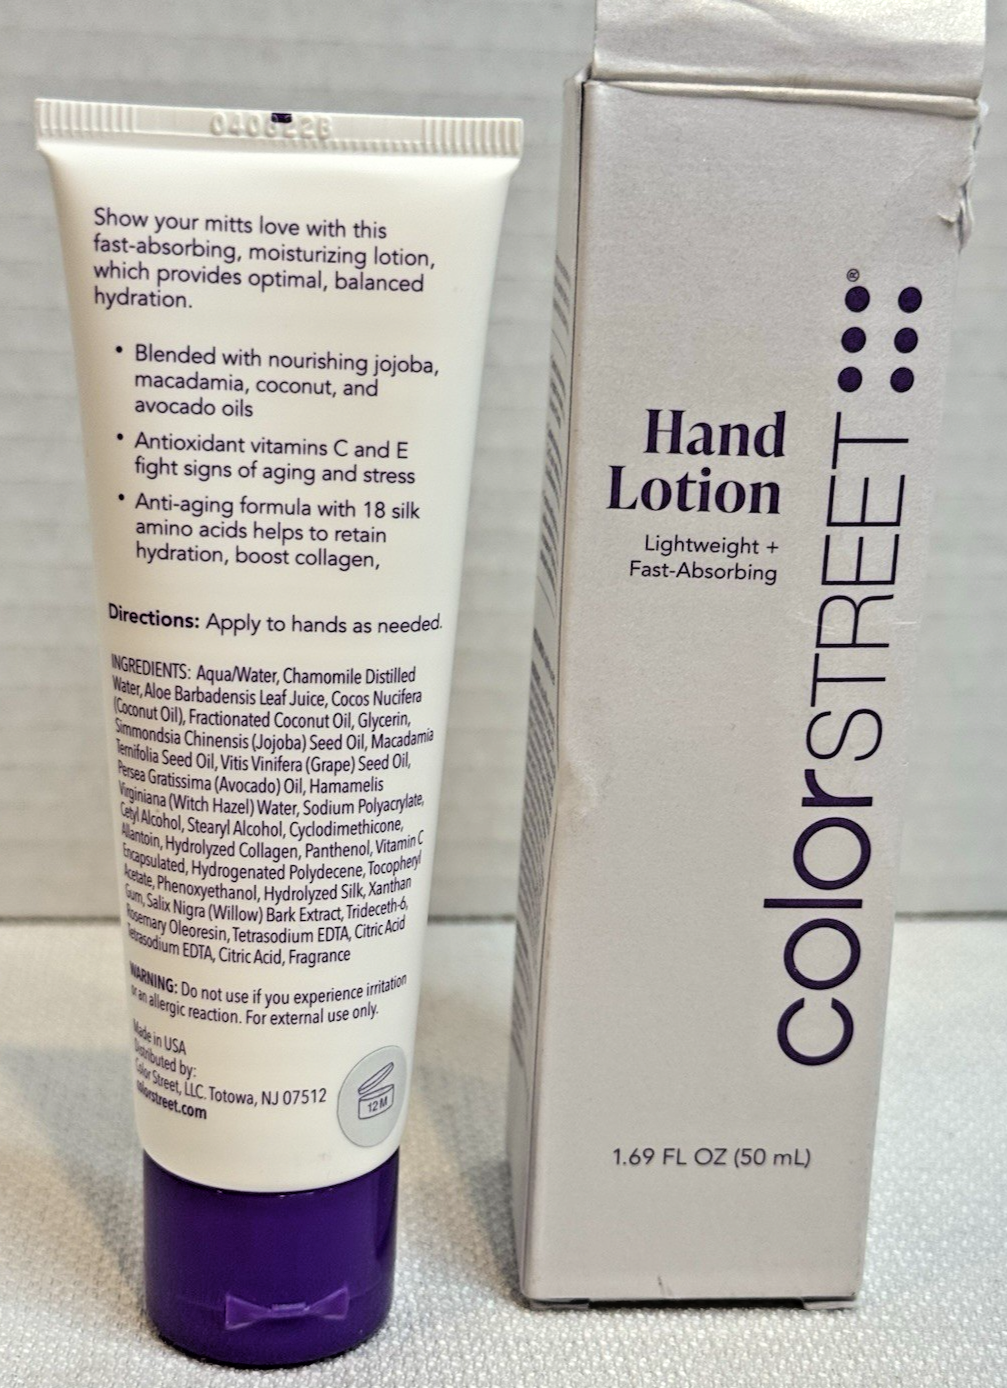 040622B
Show your mitts love with this
fast-absorbing, moisturizing lotion,
which provides optimal, balanced
hydration.
• Blended with nourishing jojoba,
macadamia, coconut, and
avocado oils
• Antioxidant vitamins C and E
fight signs of aging and stress
• Anti-aging formula with 18 silk
amino acids helps to retain
hydration, boost collagen,
Directions: Apply to hands as needed.
INGREDIENTS: Aqua/Water, Chamomile Distilled
Water, Aloe Barbadensis Leaf Juice, Cocos Nucifera
(Coconut Oil), Fractionated Coconut Oil, Glycerin,
Simmondsia Chinensis (Jojoba) Seed Oil, Macadamia
Ternifolia Seed Oil, Vitis Vinifera (Grape) Seed Oil,
Persea Gratissima (Avocado) Oil, Hamamelis
Virginiana (Witch Hazel) Water, Sodium Polyacrylate,
Cetyl Alcohol, Stearyl Alcohol, Cyclodimethicone,
Allantoin, Hydrolyzed Collagen, Panthenol, Vitamin C
Encapsulated, Hydrogenated Polydecene, Tocopheryl
Acetate, Phenoxyethanol, Hydrolyzed Silk, Xanthan
Gum, Salix Nigra (Willow) Bark Extract, Trideceth-6,
Rosemary Oleoresin, Tetrasodium EDTA, Citric Acid
Tetrasodium EDTA, Citric Acid, Fragrance
WARNING: Do not use if you experience irritation
or an allergic reaction. For external use only.
Made in USA
Distributed by:
Color Street, LLC. Totowa, NJ 07512
colorstreet.com
12 M
Hand
Lotion
Lightweight +
Fast-Absorbing
colorSTREET®
1.69 FL OZ (50 mL)